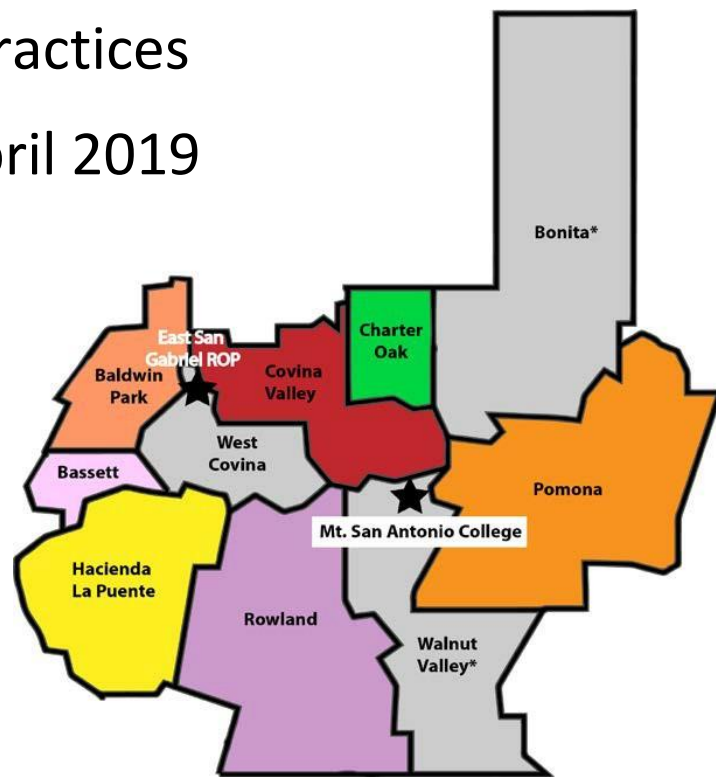 ractices
ril 2019
Bonita*
East San
Gabriel ROP
Charter
Oak
Baldwin
Park
Covina
Valley
West
Covina
Bassett
Pomona
Mt. San Antonio College
Hacienda
La Puente
Rowland
Walnut
Valley*